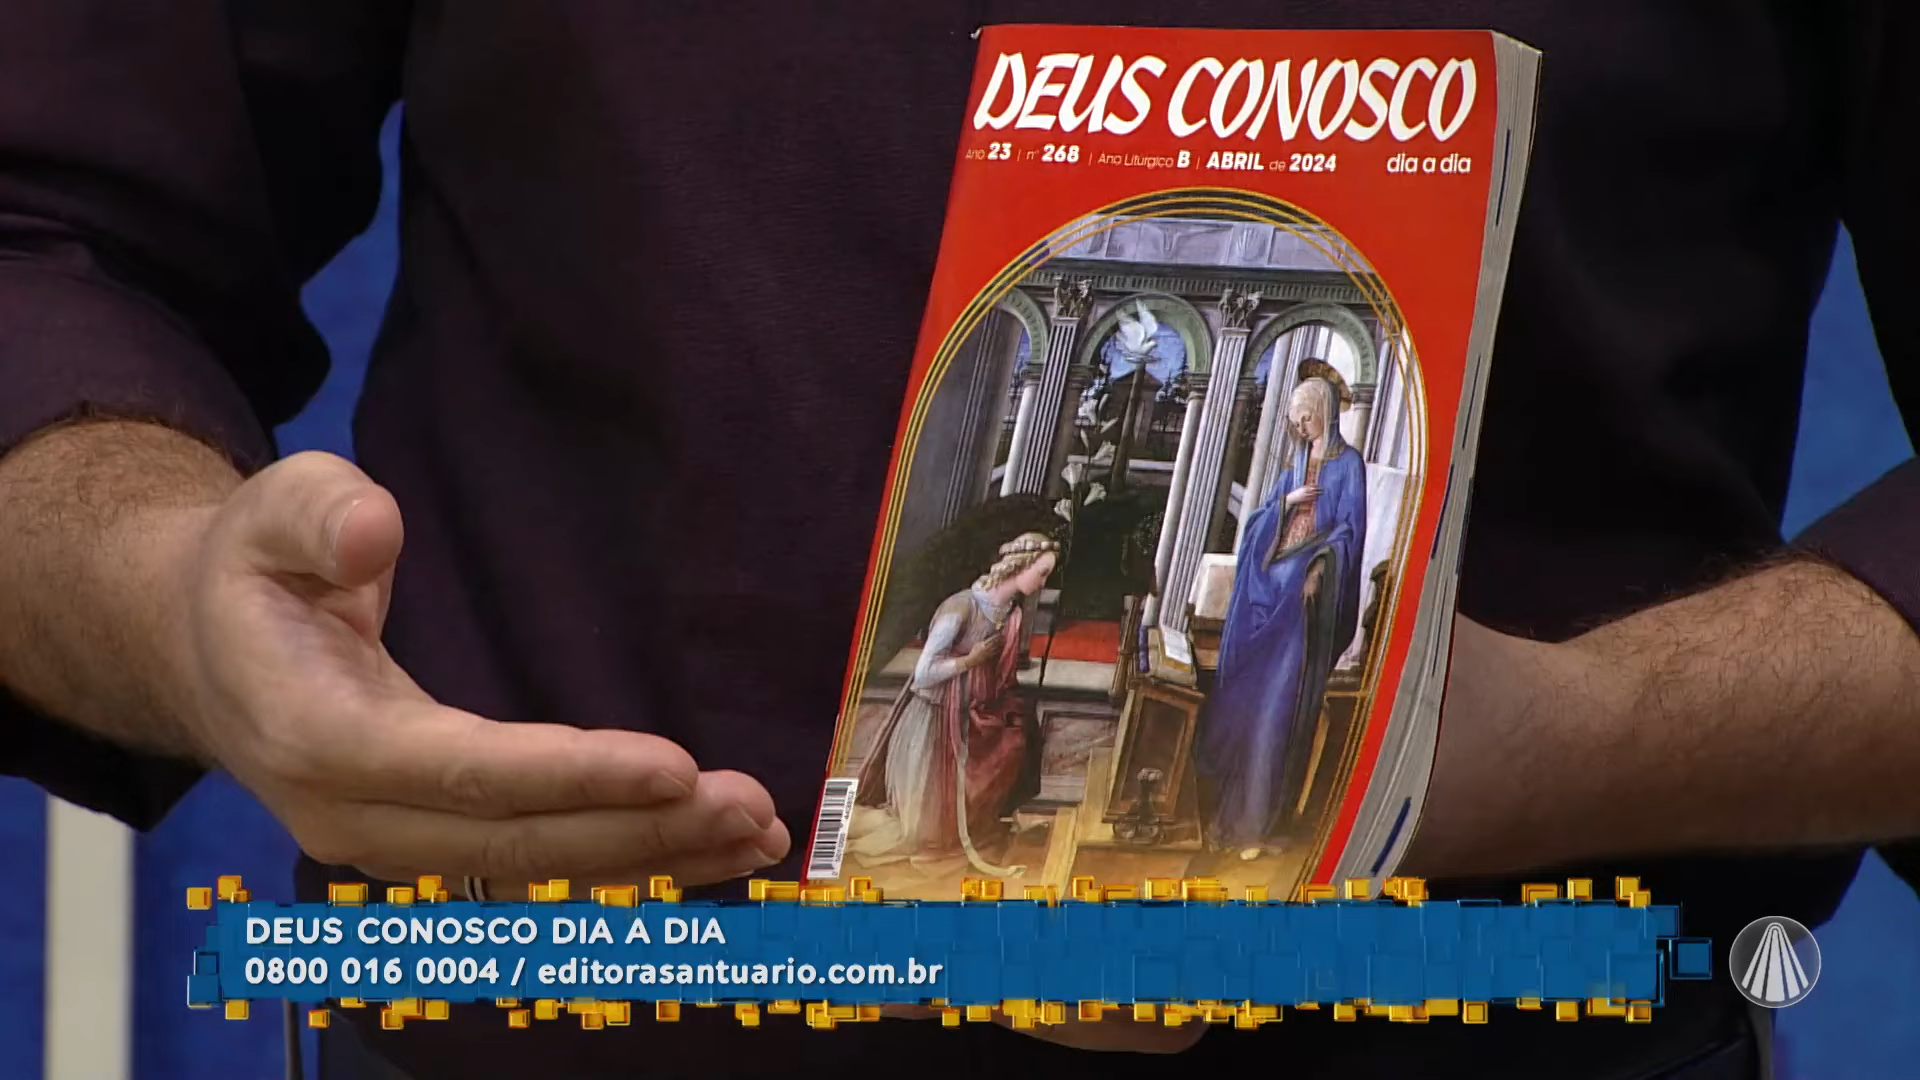 DEUS CONOSCO
Ano 23 | nº 268 | Ano Litúrgico B | ABRIL de 2024 dia a dia
DEUS CONOSCO DIA A DIA
0800 016 0004 / editorasantuario.com.br